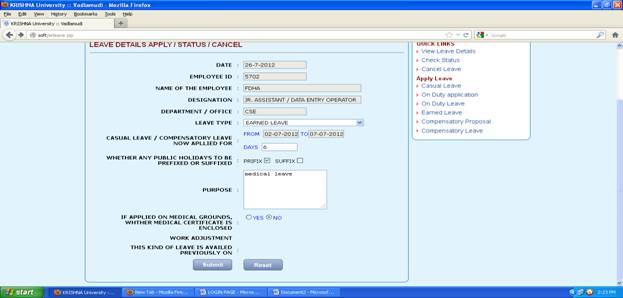 KRISHNA University :: Vadlamudi - Mozilla Firefox
File Edit View History Bookmarks Tools Help
KRISHNA University :: Vadlamudi +
soft/erleave.jsp Google
LEAVE DETAILS APPLY / STATUS / CANCEL
DATE : 26-7-2012
EMPLOYEE ID : 5702
NAME OF THE EMPLOYEE : FDHA
DESIGNATION : JR. ASSISTANT / DATA ENTRY OPERATOR
DEPARTMENT / OFFICE : CSE
LEAVE TYPE : EARNED LEAVE
CASUAL LEAVE / COMPENSATORY LEAVE NOW APLLIED FOR : FROM 02-07-2012 TO 07-07-2012
DAYS 6
WHETHER ANY PUBLIC HOLIDAYS TO BE PREFIXED OR SUFFIXED : PRIFIX SUFFIX
PURPOSE : medical leave
IF APPLIED ON MEDICAL GROUNDS, WHTHER MEDICAL CERTIFICATE IS ENCLOSED : YES NO
WORK ADJUSTMENT
THIS KIND OF LEAVE IS AVAILED PREVIOUSLY ON :
Submit Reset
QUICK LINKS
View Leave Details
Check Status
Cancel Leave
Apply Leave
Casual Leave
On Duty application
On Duty Leave
Earned Leave
Compensatory Proposal
Compensatory Leave
start KRISHNA University :... New Tab - Mozilla Fire... LOGIN PAGE - Micros... Document2 - Microsof... 2:23 PM